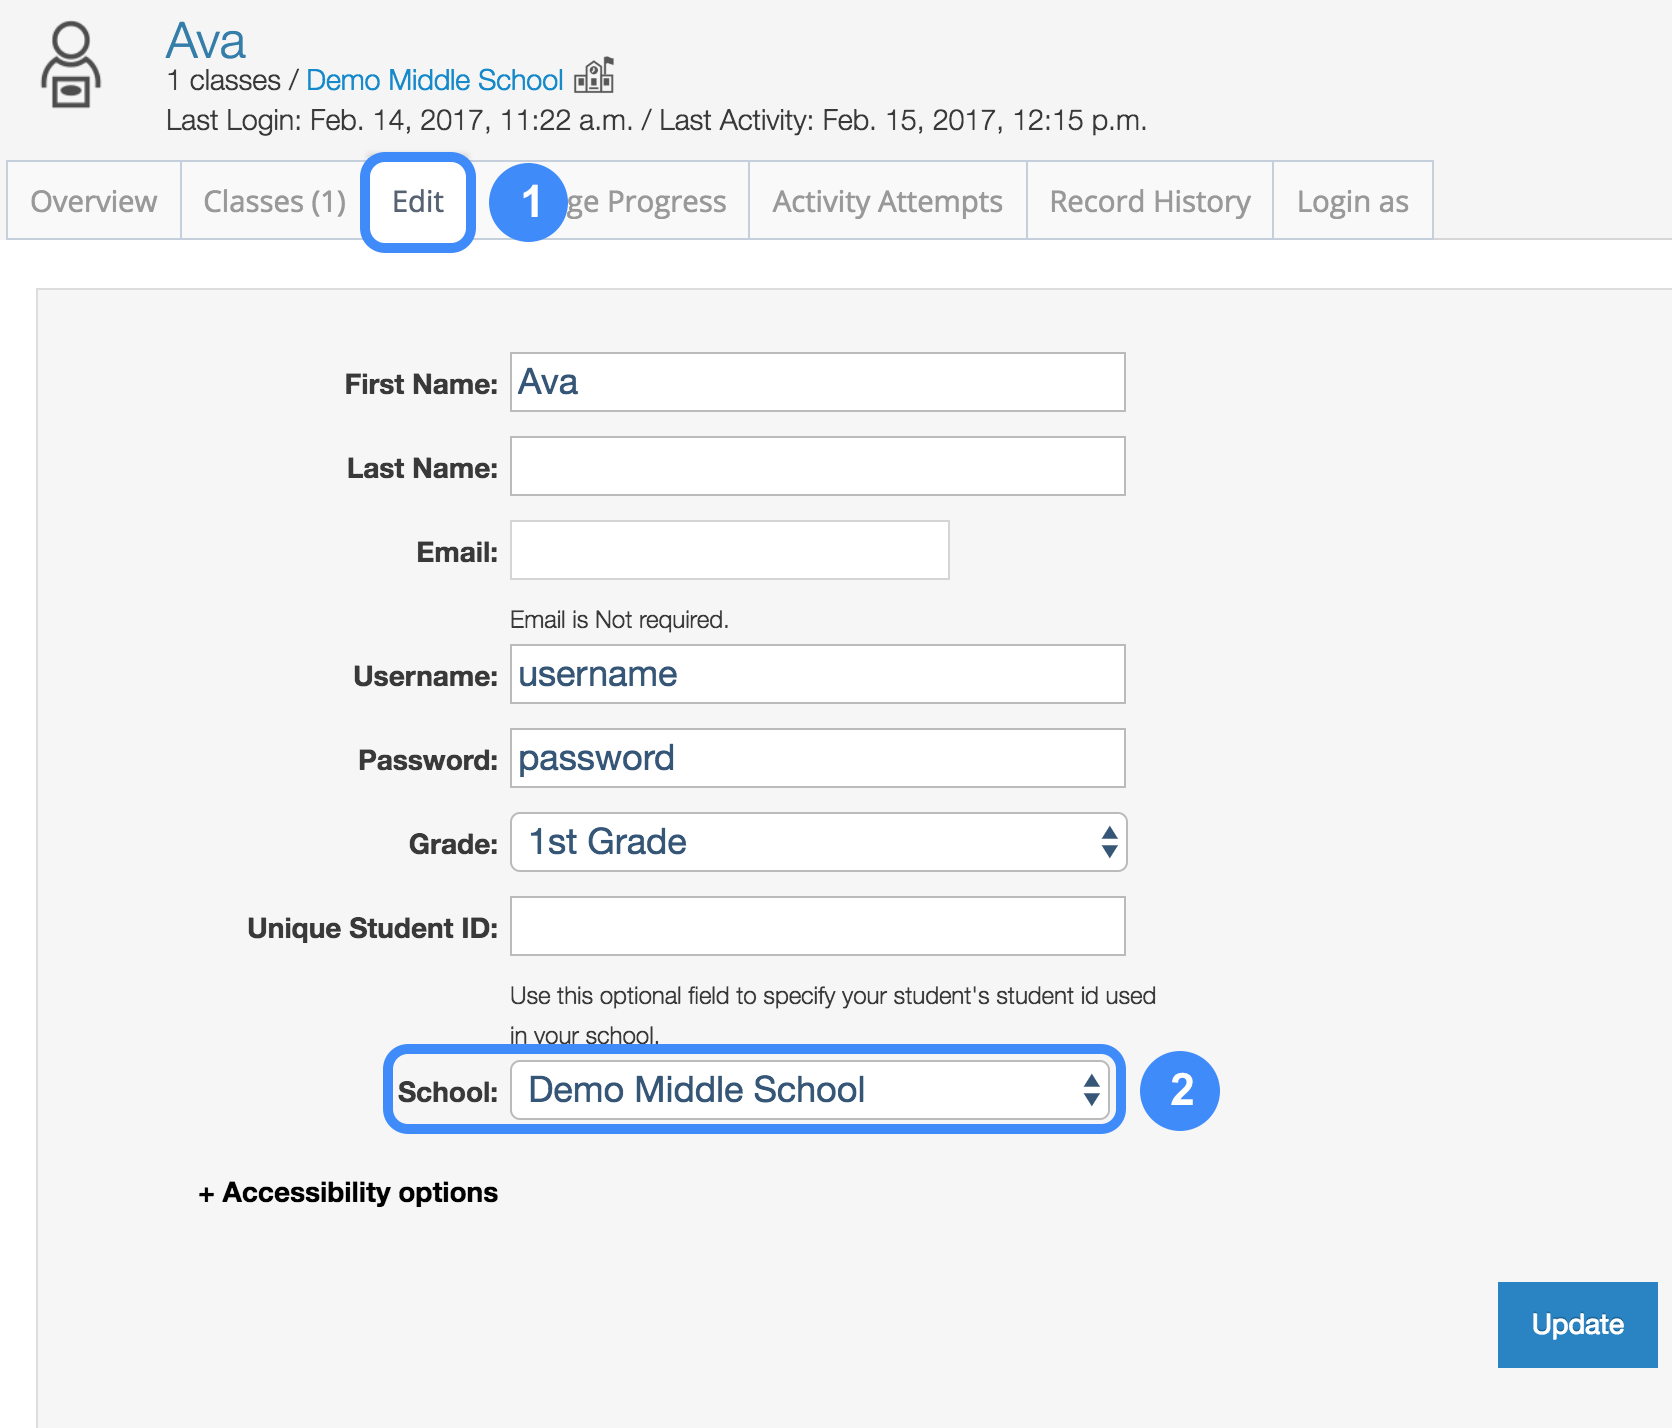 Ava
1 classes / Demo Middle School
Last Login: Feb. 14, 2017, 11:22 a.m. / Last Activity: Feb. 15, 2017, 12:15 p.m.
Overview Classes (1) Edit 1 Progress Activity Attempts Record History Login as
First Name: Ava
Last Name:
Email:
Email is Not required.
Username: username
Password: password
Grade: 1st Grade
Unique Student ID:
Use this optional field to specify your student's student id used
in your school.
School: Demo Middle School 2
+ Accessibility options
Update